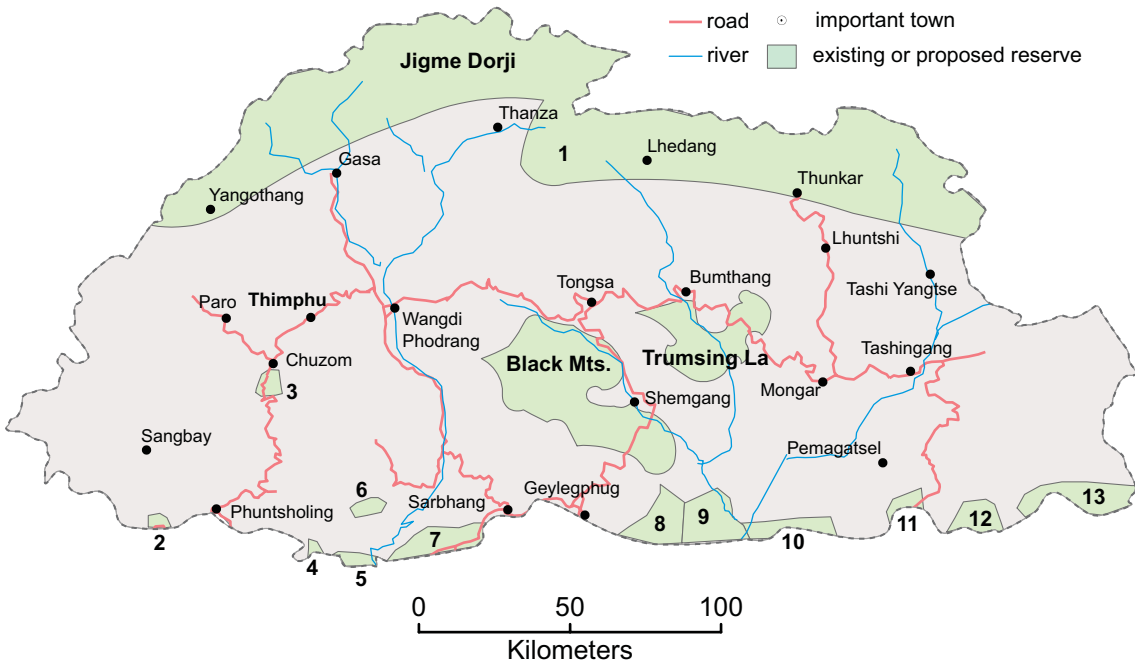 road
important town
river
existing or proposed reserve
Jigme Dorji
Thanza
1
Lhedang
Gasa
Yangothang
Thunkar
Lhuntshi
Tashi Yangtse
Bumthang
Tongsa
Paro
Thimphu
Wangdi
Phodrang
Chuzom
3
Black Mts.
Trumsing La
Tashingang
Mongar
Shemgang
Sangbay
Pemagatsel
6
Sarbhang
Geylegphug
Phuntsholing
2
4
5
7
8
9
10
11
12
13
0
50
100
Kilometers